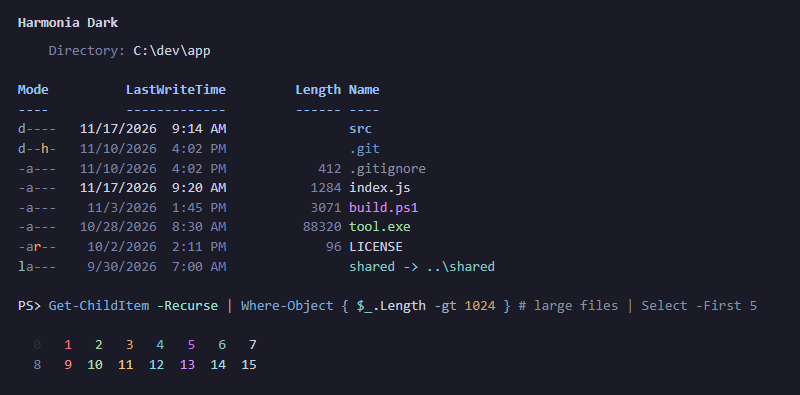 Harmonia Dark
    Directory: C:\dev\app
Mode          LastWriteTime         Length Name
----          -------------         ------ ----
d----   11/17/2026  9:14 AM                src
d--h-   11/10/2026  4:02 PM                .git
-a---   11/10/2026  4:02 PM            412 .gitignore
-a---   11/17/2026  9:20 AM           1284 index.js
-a---    11/3/2026  1:45 PM           3071 build.ps1
-a---   10/28/2026  8:30 AM          88320 tool.exe
-ar--    10/2/2026  2:11 PM             96 LICENSE
la---    9/30/2026  7:00 AM                shared -> ..\shared
PS> Get-ChildItem -Recurse | Where-Object { $_.Length -gt 1024 } # large files | Select -First 5
  0   1   2   3   4   5   6   7
  8   9  10  11  12  13  14  15